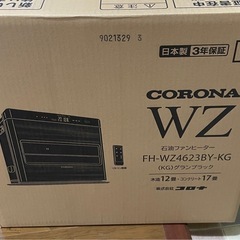 9021329 3
日本製 3年保証
CORONA
WZ
石油ファンヒーター
FH-WZ4623BY-KG
(KG)グランブラック
木造12畳・コンクリート17畳
株式会社コロナ